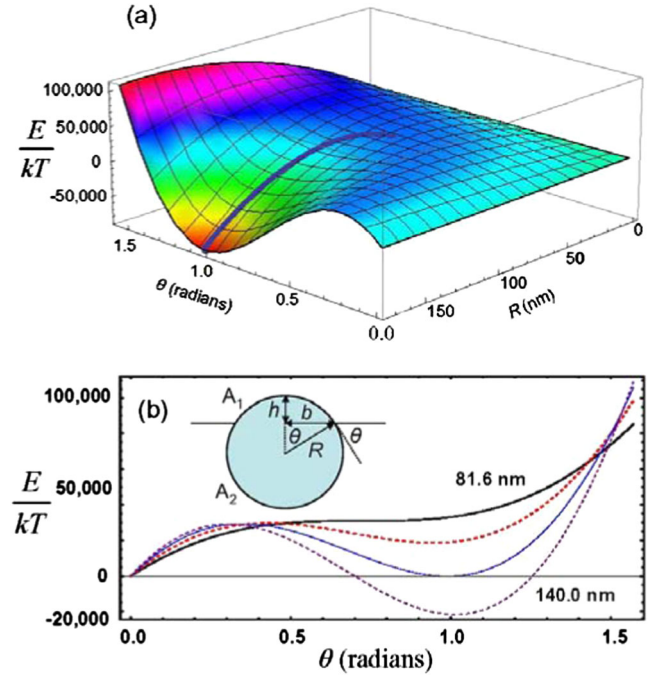 (a)
100,000
50,000
0
-50,000
E
kT
1.5
1.0
0.5
0.0
θ (radians)
150
100
50
0
R (nm)
(b)
100,000
50,000
0
-20,000
E
kT
A1
A2
h
b
θ
R
θ
81.6 nm
140.0 nm
0.0
0.5
1.0
1.5
θ (radians)